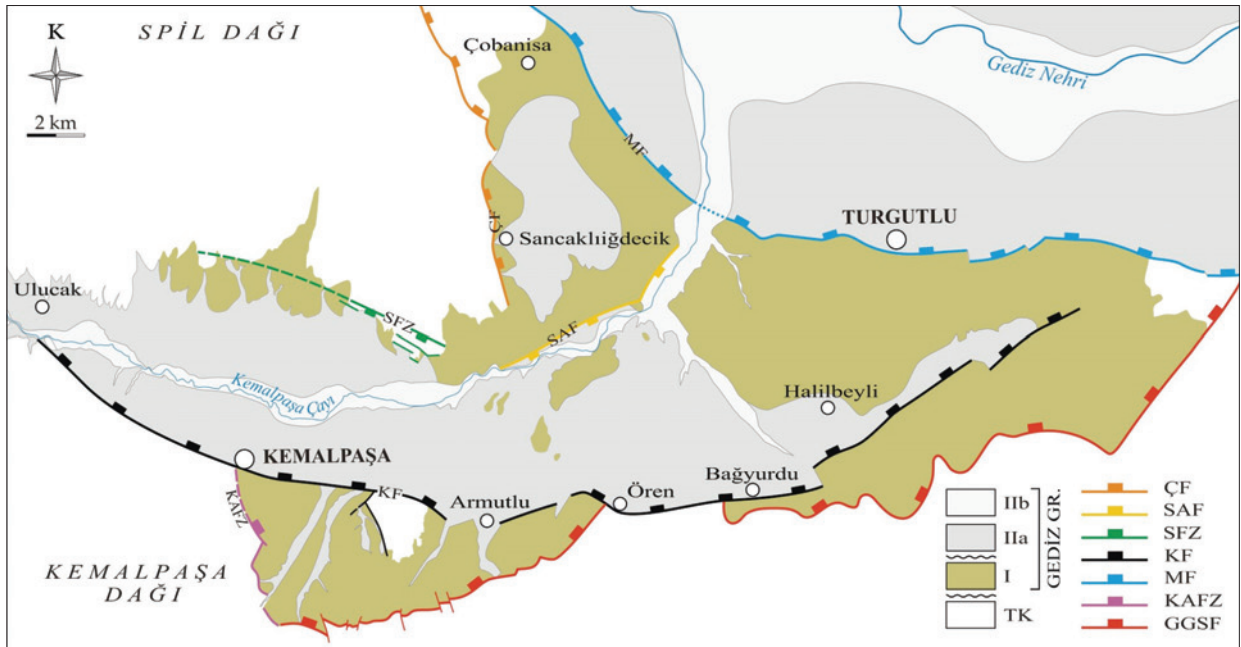 K
SPİL DAĞI
2 km
Çobanisa
Gediz Nehri
MF
TURGUTLU
ÇF
Sancaklıiğdecik
Ulucak
SFZ
SAF
Kemalpaşa Çayı
Halilbeyli
KEMALPAŞA
KAFZ
KF
Armutlu
Ören
Bağyurdu
KEMALPAŞA
DAĞI
IIb
IIa
I
TK
GEDİZ GR.
ÇF
SAF
SFZ
KF
MF
KAFZ
GGSF